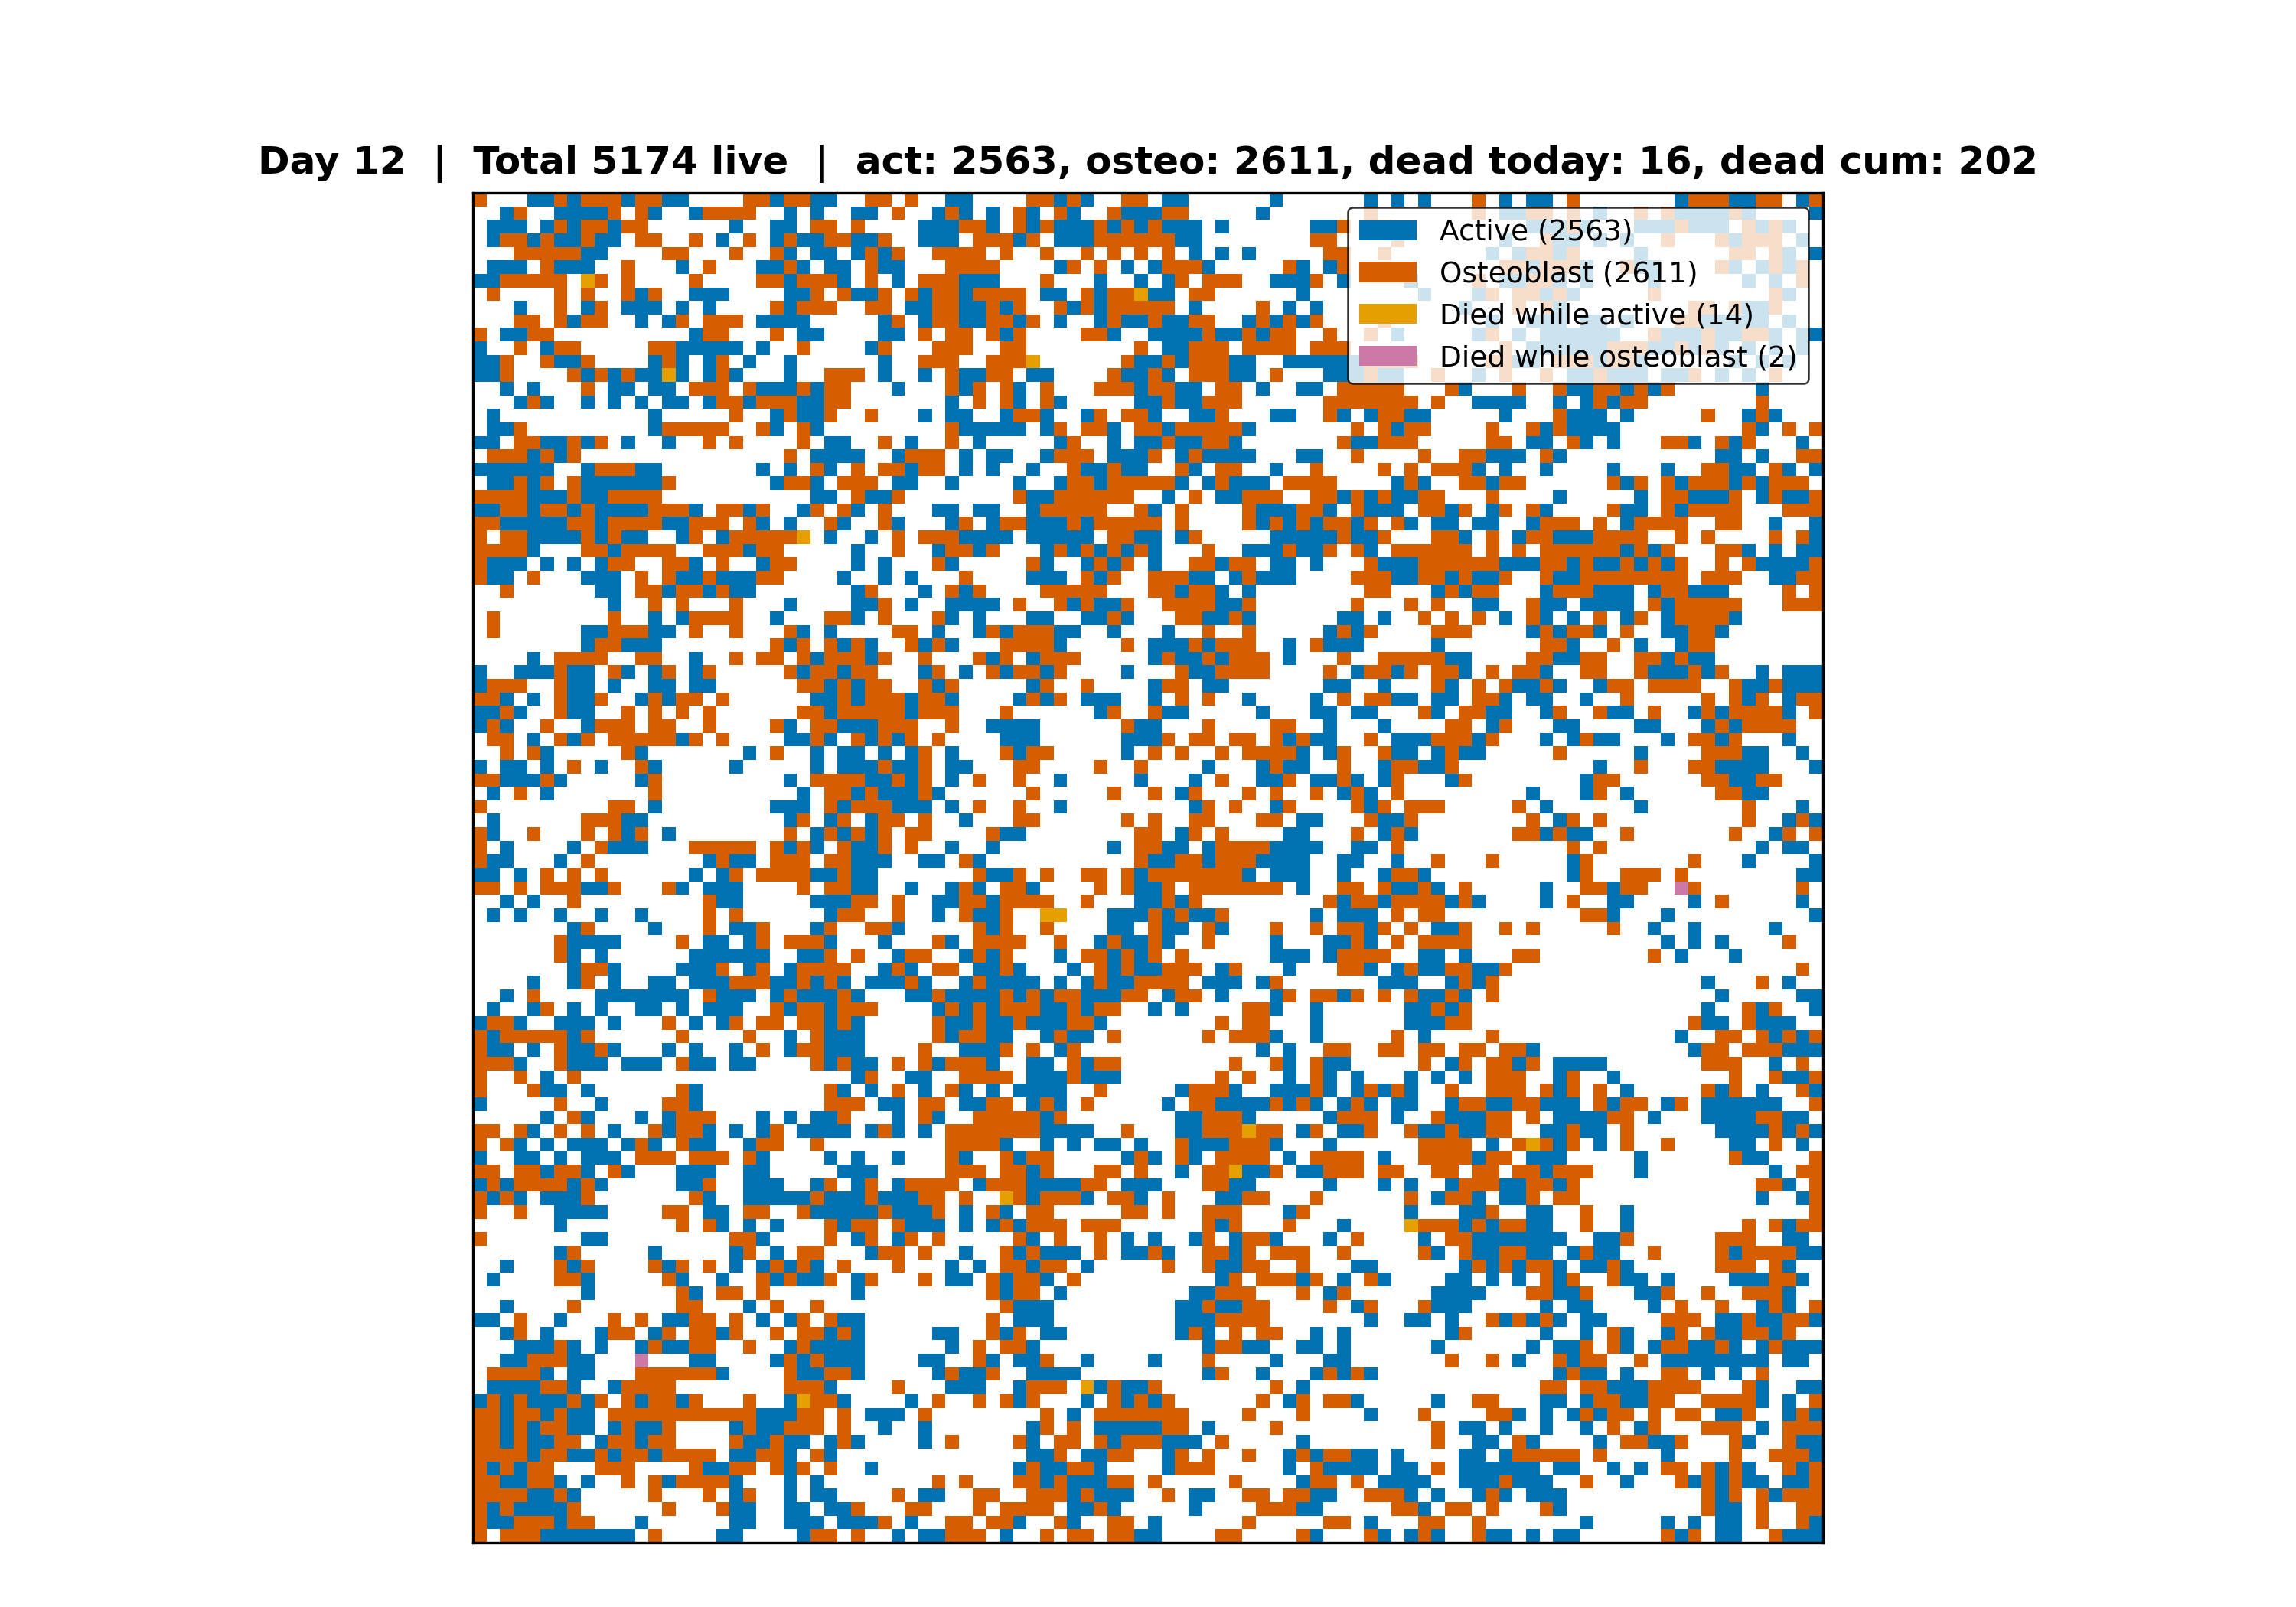 Day 12 | Total 5174 live | act: 2563, osteo: 2611, dead today: 16, dead cum: 202
Active (2563)
Osteoblast (2611)
Died while active (14)
Died while osteoblast (2)